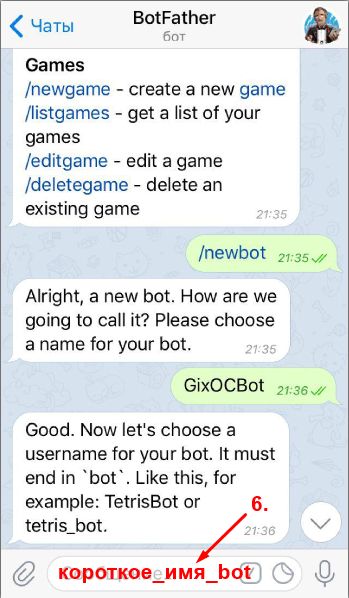 Чаты
BotFather
бот
Games
/newgame - create a new game
/listgames - get a list of your
games
/editgame - edit a game
/deletegame - delete an
existing game
21:35
/newbot 21:35
Alright, a new bot. How are we
going to call it? Please choose
a name for your bot.
21:35
GixOCBot 21:36
Good. Now let's choose a
username for your bot. It must
end in `bot`. Like this, for
example: TetrisBot or
tetris_bot.
21:36
6.
короткое_имя_bot